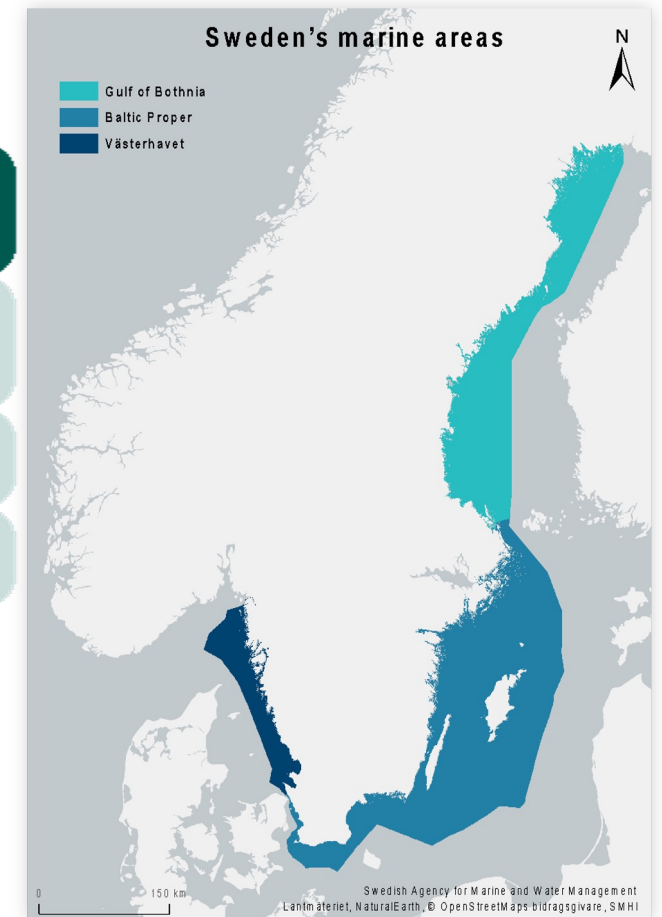 Sweden's marine areas
N
Gulf of Bothnia
Baltic Proper
Västerhavet
0 150 km
Swedish Agency for Marine and Water Management
Lantmäteriet, NaturalEarth, © OpenStreetMaps bidragsgivare, SMHI